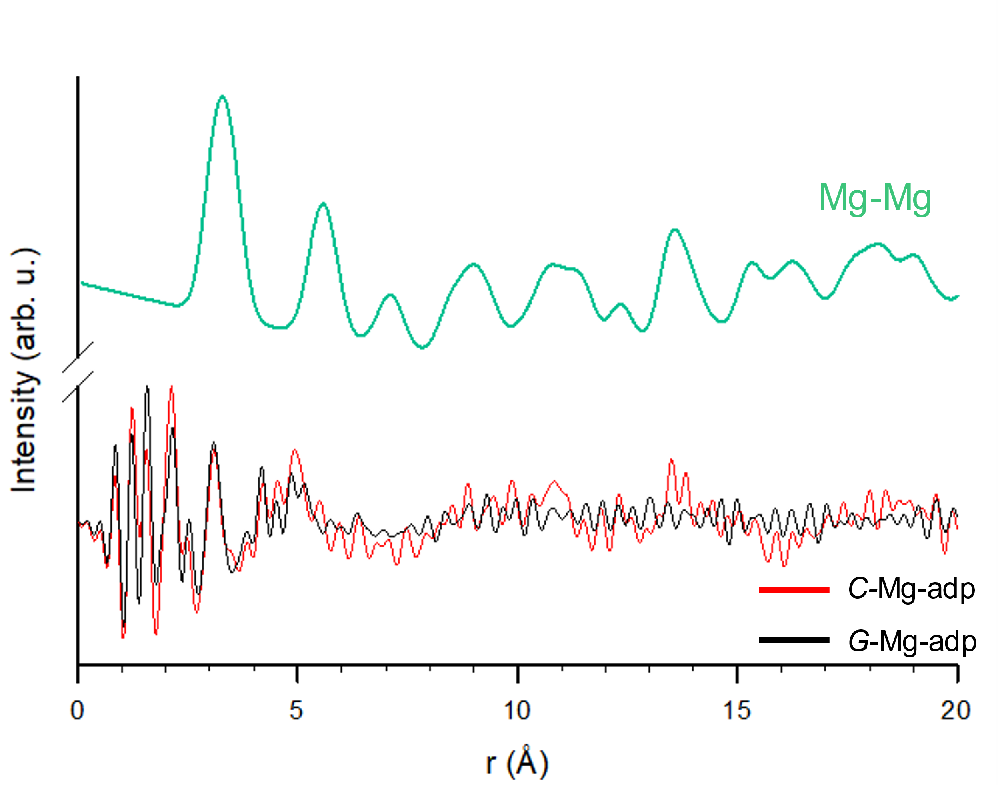 Intensity (arb. u.)
Mg-Mg
C-Mg-adp
G-Mg-adp
0 5 10 15 20
r (Å)